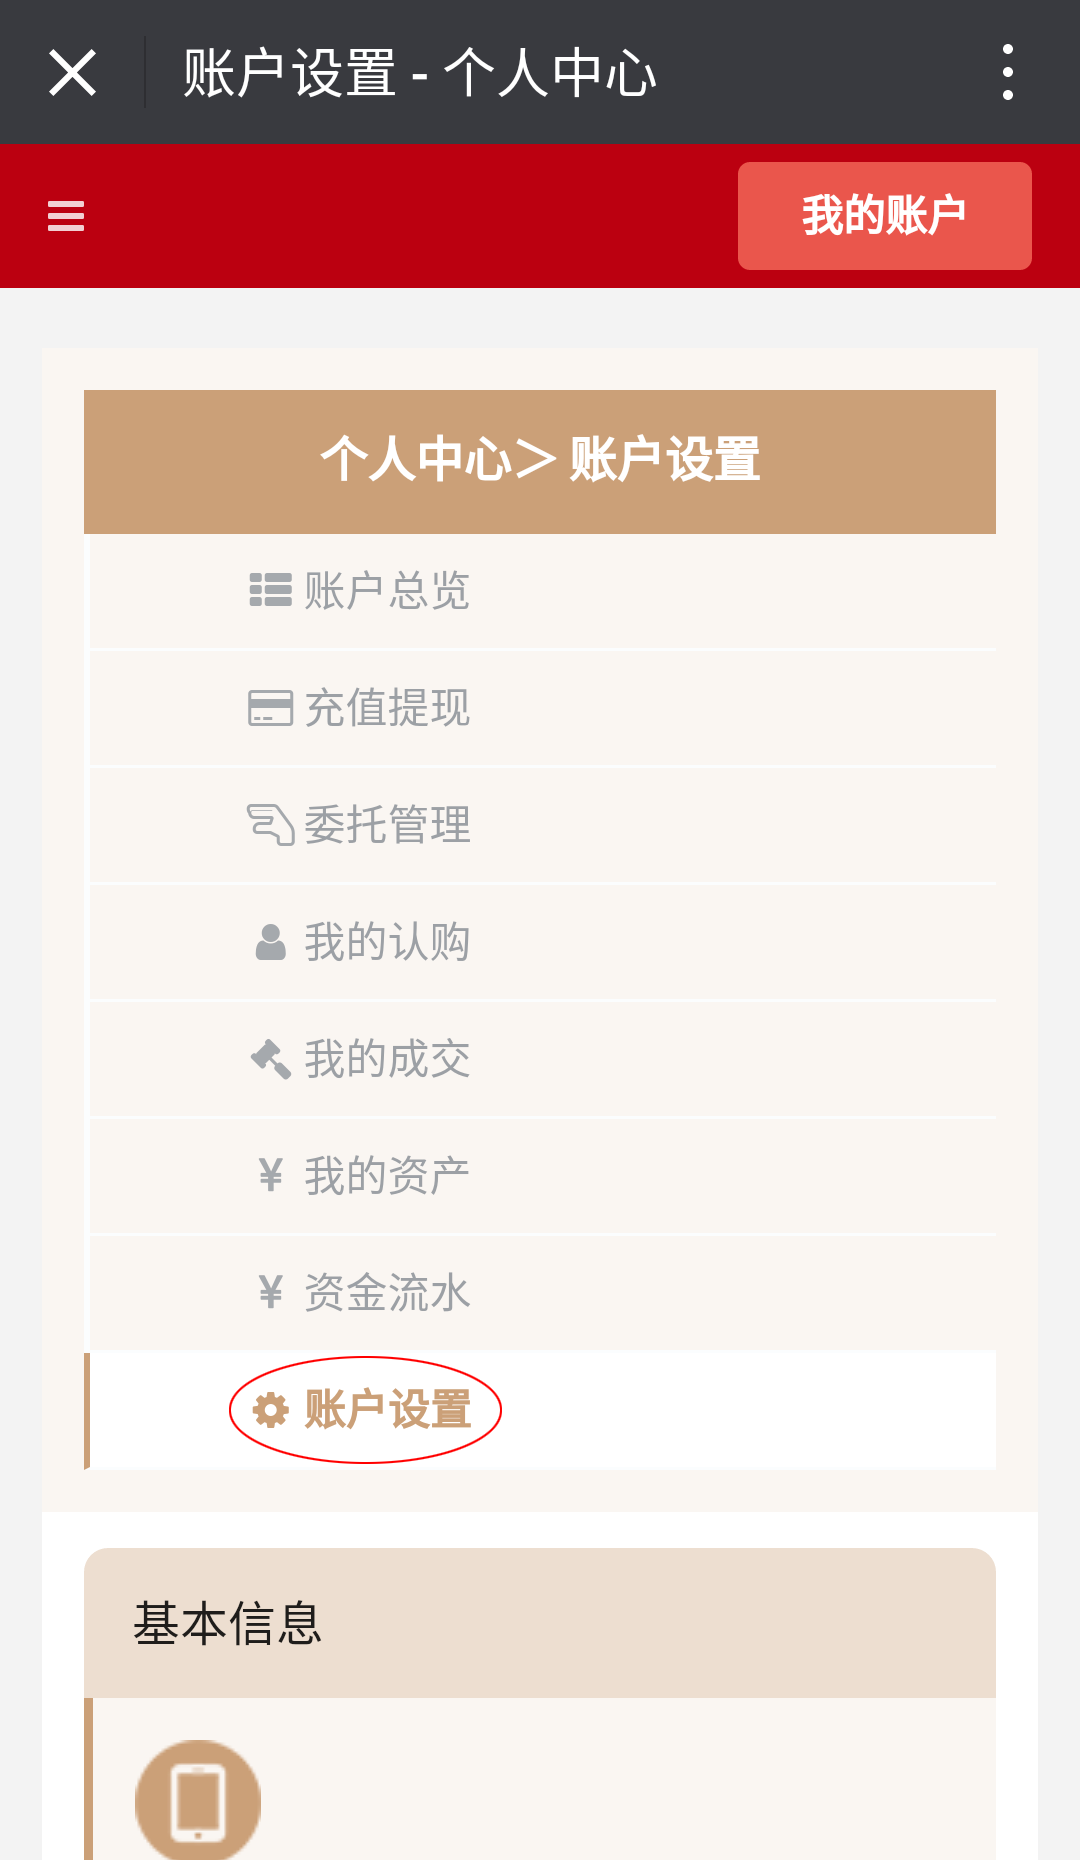 账户设置 - 个人中心
我的账户
个人中心＞账户设置
账户总览
充值提现
委托管理
我的认购
我的成交
¥ 我的资产
¥ 资金流水
账户设置
基本信息